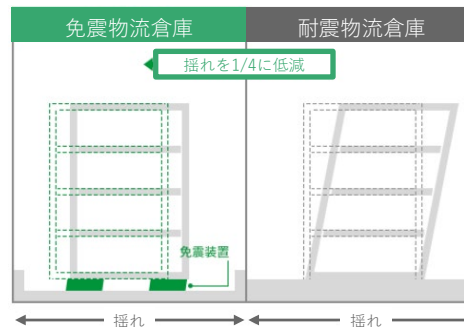 免震物流倉庫
耐震物流倉庫
揺れを1/4に低減
免震装置
揺れ
揺れ